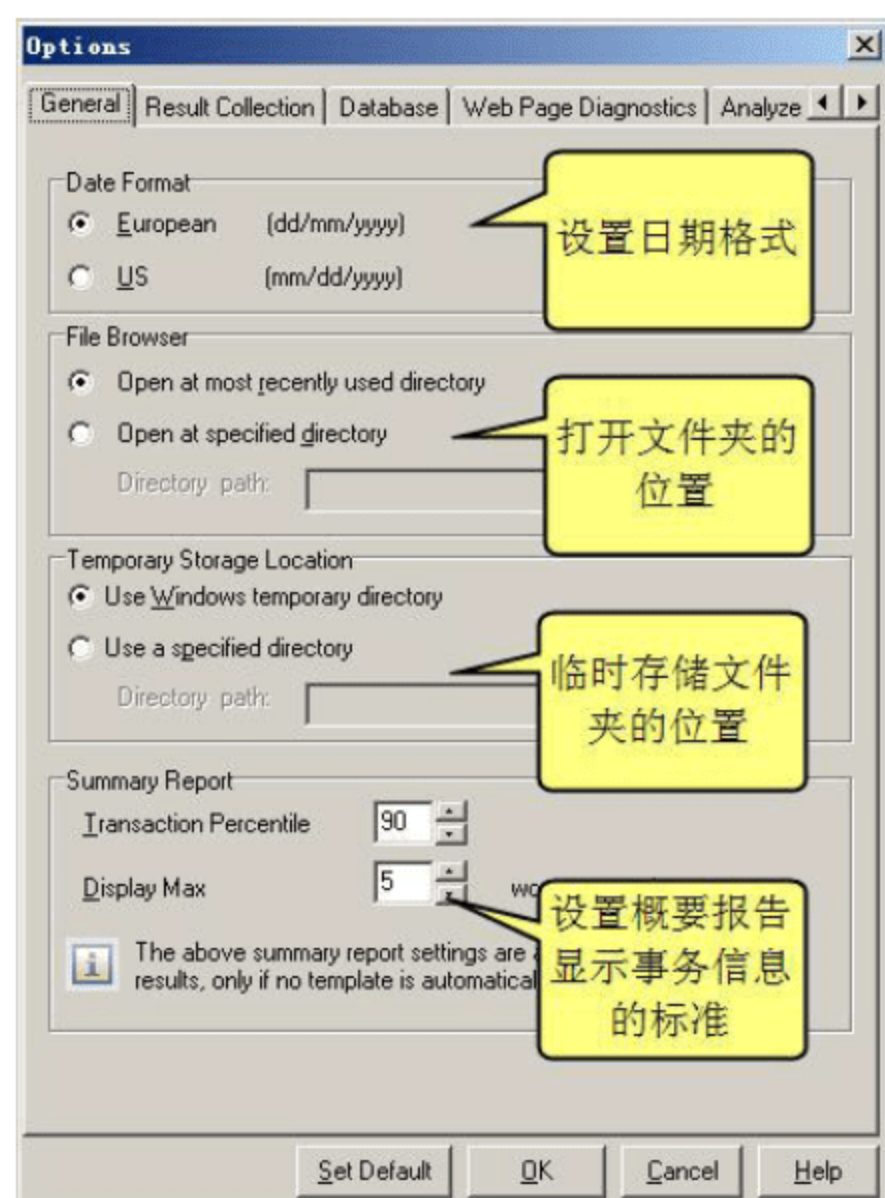 Options
General Result Collection Database Web Page Diagnostics Analyze
Date Format
European (dd/mm/yyyy)
US (mm/dd/yyyy)
设置日期格式
File Browser
Open at most recently used directory
Open at specified directory
Directory path:
打开文件夹的
位置
Temporary Storage Location
Use Windows temporary directory
Use a specified directory
Directory path:
临时存储文件
夹的位置
Summary Report
Transaction Percentile 90
Display Max 5
The above summary report settings are
results, only if no template is
设置概要报告
显示事务信息
的标准
Set Default OK Cancel Help